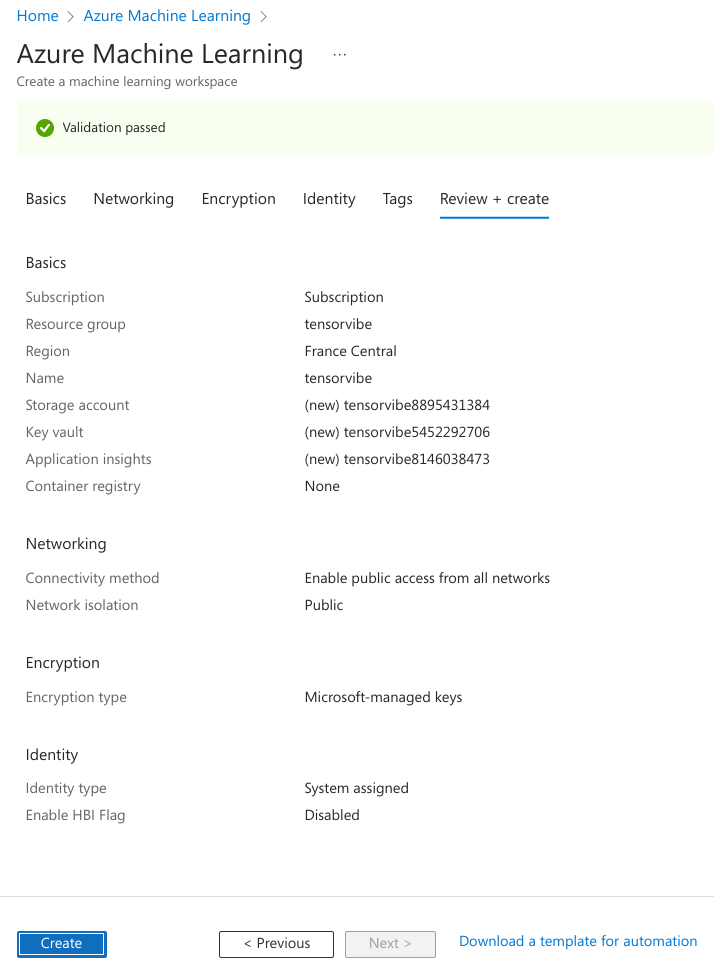 Home > Azure Machine Learning >
Azure Machine Learning ...
Create a machine learning workspace
Validation passed
Basics Networking Encryption Identity Tags Review + create
Basics
Subscription Subscription
Resource group tensorvibe
Region France Central
Name tensorvibe
Storage account (new) tensorvibe8895431384
Key vault (new) tensorvibe5452292706
Application insights (new) tensorvibe8146038473
Container registry None
Networking
Connectivity method Enable public access from all networks
Network isolation Public
Encryption
Encryption type Microsoft-managed keys
Identity
Identity type System assigned
Enable HBI Flag Disabled
Create < Previous Next > Download a template for automation